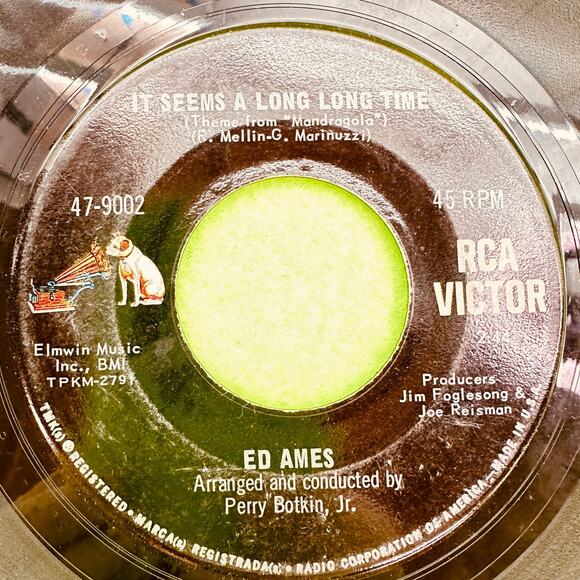 IT SEEMS A LONG LONG TIME
(Theme from "Mandragola")
(R. Mellin-G. Marinuzzi)
47-9002
45 RPM
RCA
VICTOR
Elmwin Music
Inc., BMI
TPKM-2791
Producers
Jim Foglesong &
Joe Reisman
ED AMES
Arranged and conducted by
Perry Botkin, Jr.
TMK(s) ® REGISTERED • MARCA(s) REGISTRADA(s) • RADIO CORPORATION OF AMERICA—MADE IN U.S.A.